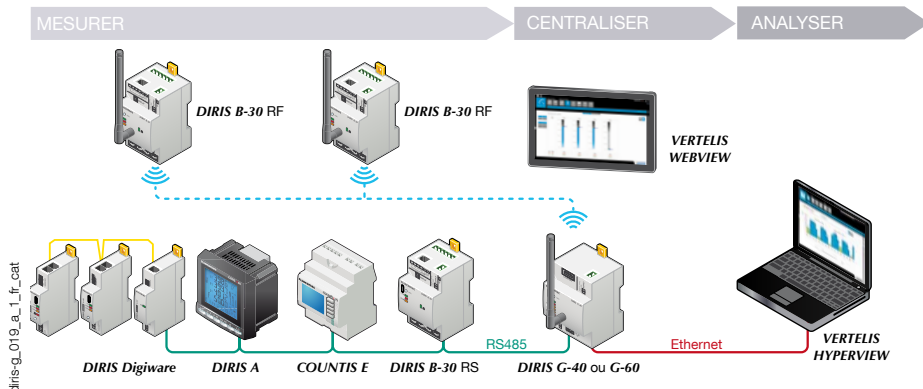 MESURER
CENTRALISER
ANALYSER
DIRIS B-30 RF
DIRIS B-30 RF
VERTELIS
WEBVIEW
diris-g_019_a_1_fr_cat
RS485
Ethernet
DIRIS Digiware
DIRIS A
COUNTIS E
DIRIS B-30 RS
DIRIS G-40 ou G-60
VERTELIS
HYPERVIEW